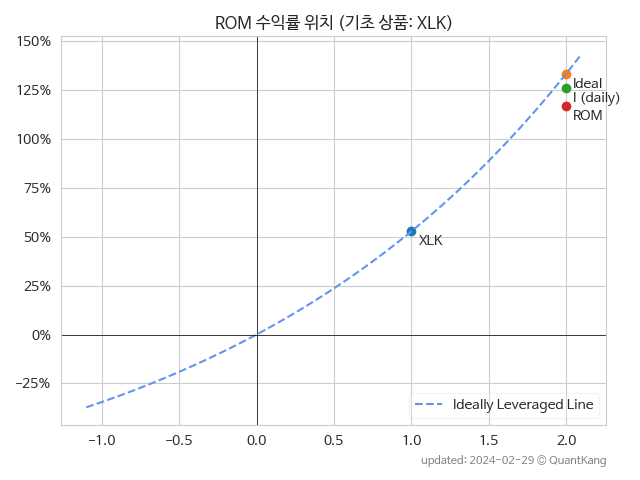 ROM 수익률 위치 (기초 상품: XLK)
150%
125%
100%
75%
50%
25%
0%
−25%
Ideal
l (daily)
ROM
XLK
Ideally Leveraged Line
−1.0 −0.5 0.0 0.5 1.0 1.5 2.0
updated: 2024-02-29 © QuantKang